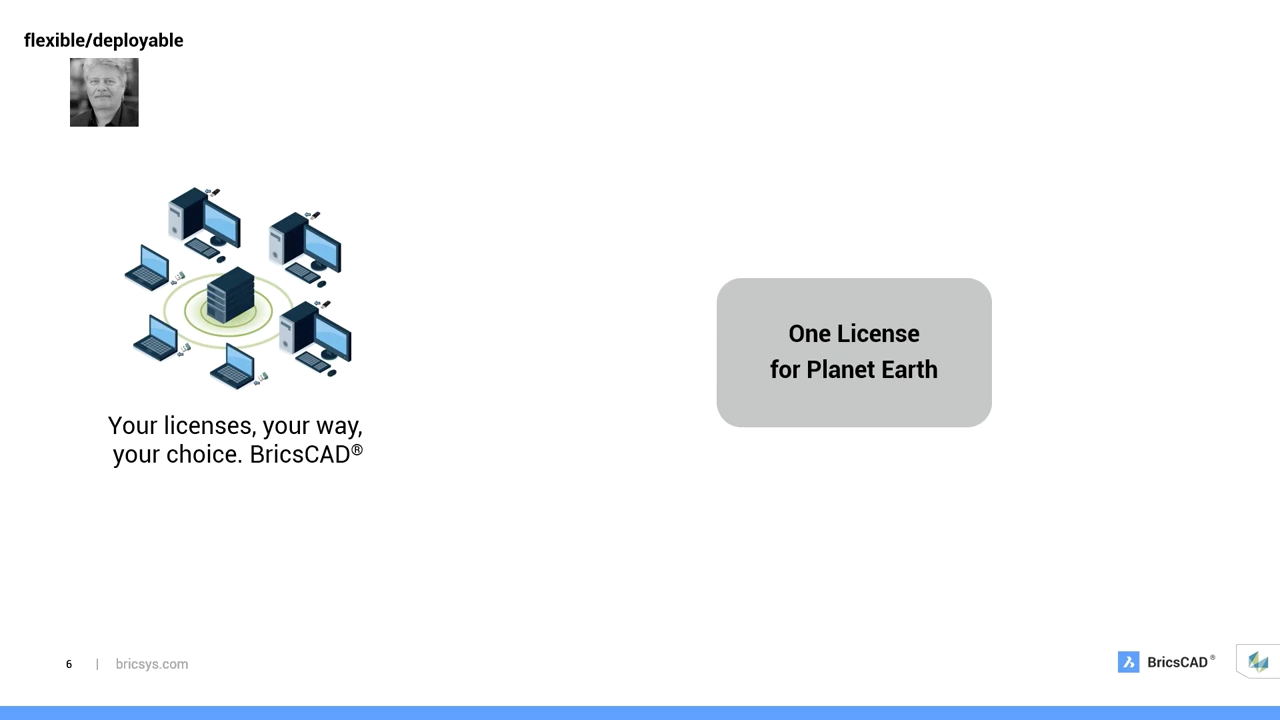 flexible/deployable
Your licenses, your way,
your choice. BricsCAD®
One License
for Planet Earth
6 | bricsys.com
BricsCAD®